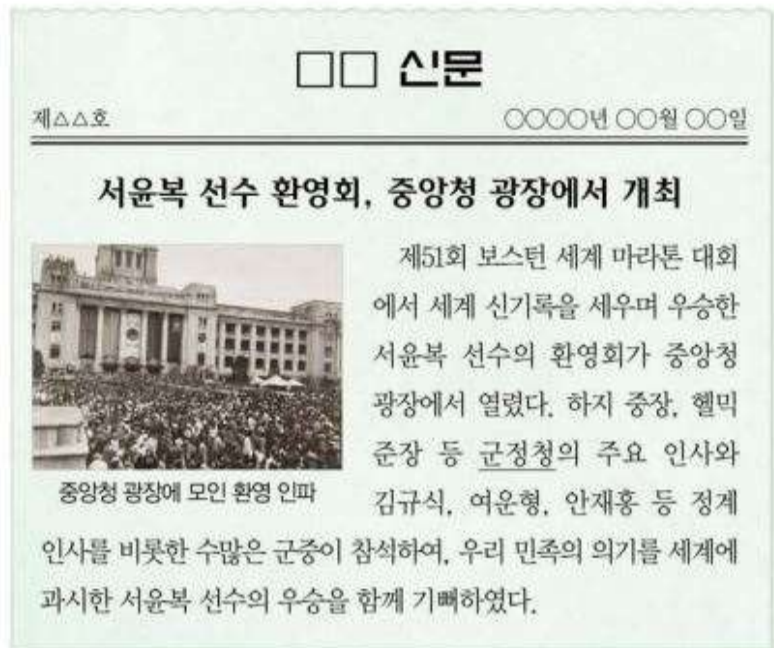 □□ 신문
제△△호
○○○○년 ○○월 ○○일
서윤복 선수 환영회, 중앙청 광장에서 개최
제51회 보스턴 세계 마라톤 대회
에서 세계 신기록을 세우며 우승한
서윤복 선수의 환영회가 중앙청
광장에서 열렸다. 하지 중장, 헬믹
준장 등 군정청의 주요 인사와
김규식, 여운형, 안재홍 등 정계
인사를 비롯한 수많은 군중이 참석하여, 우리 민족의 의기를 세계에
과시한 서윤복 선수의 우승을 함께 기뻐하였다.
중앙청 광장에 모인 환영 인파